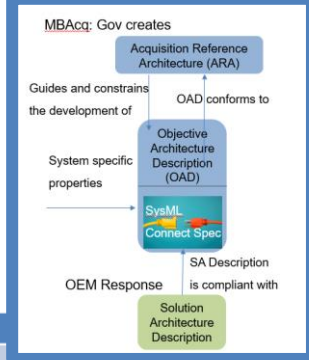 MBAcq: Gov creates
Acquisition Reference
Architecture (ARA)
Guides and constrains
the development of
OAD conforms to
Objective
Architecture
Description
(OAD)
System specific
properties
SysML
Connect Spec
SA Description
is compliant with
OEM Response
Solution
Architecture
Description